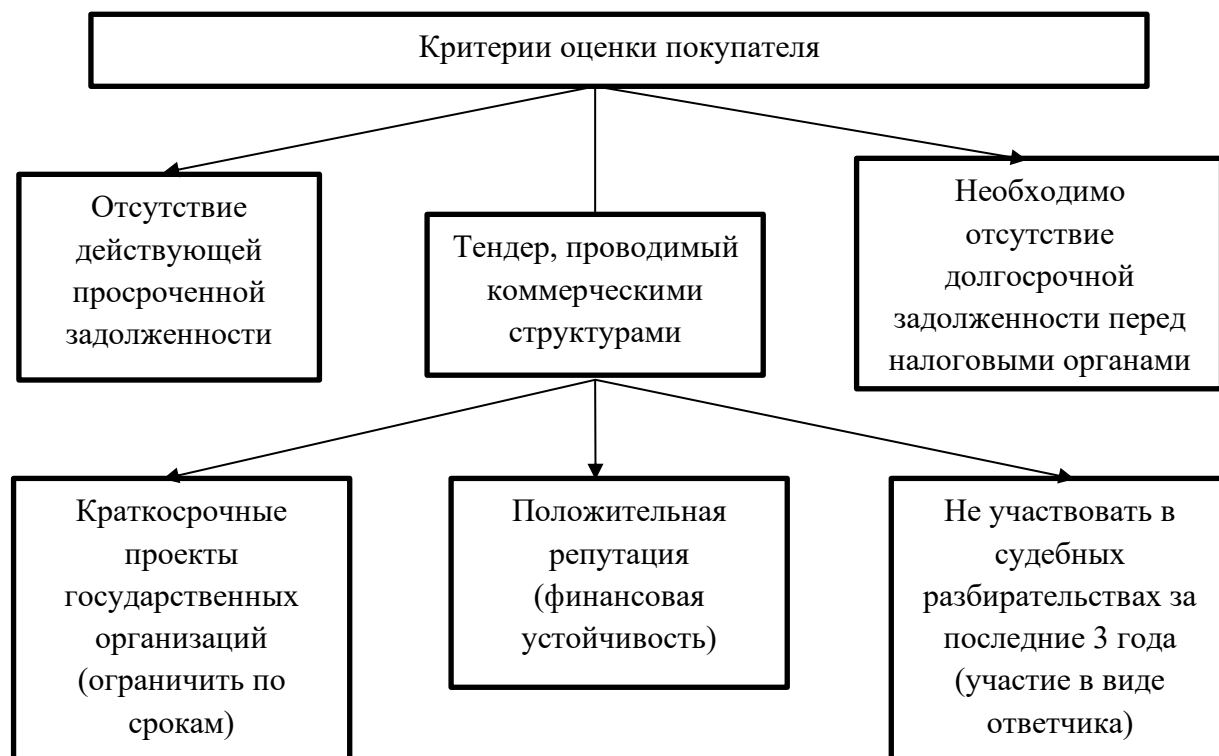 Критерии оценки покупателя
Отсутствие
действующей
просроченной
задолженности
Тендер, проводимый
коммерческими
структурами
Необходимо
отсутствие
долгосрочной
задолженности перед
налоговыми органами
Краткосрочные
проекты
государственных
организаций
(ограничить по
срокам)
Положительная
репутация
(финансовая
устойчивость)
Не участвовать в
судебных
разбирательствах за
последние 3 года
(участие в виде
ответчика)